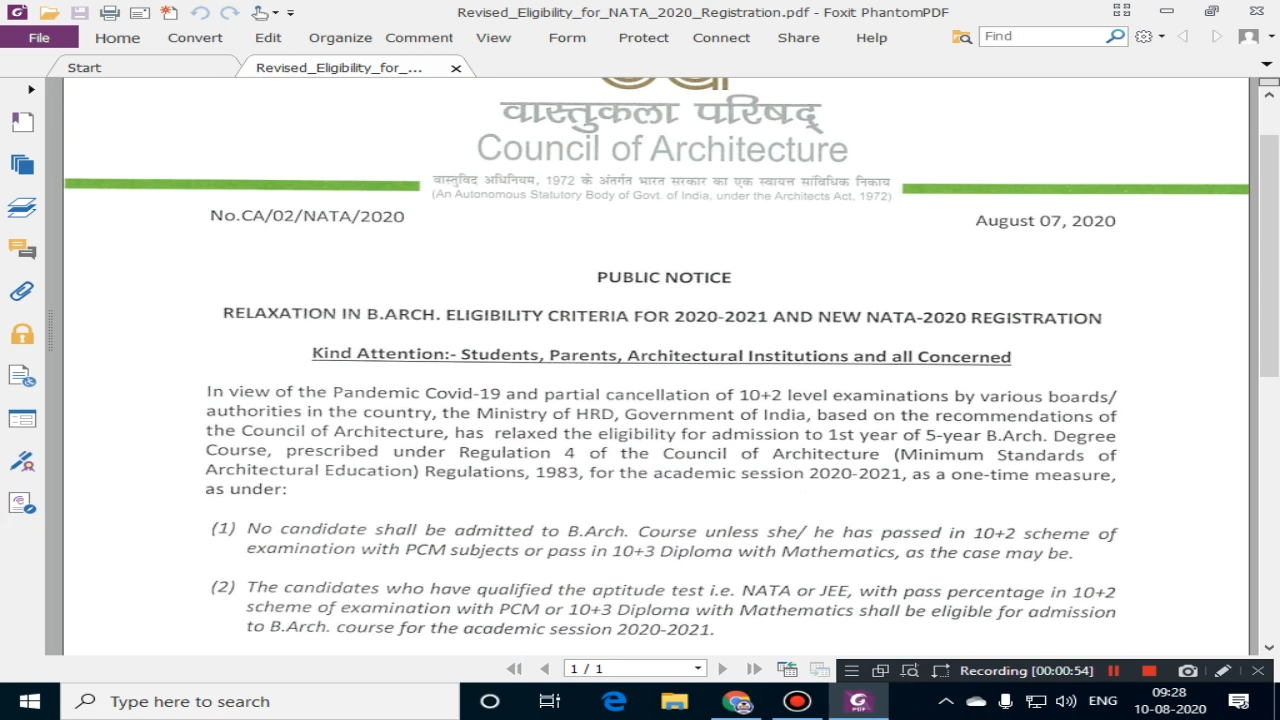 Revised_Eligibility_for_NATA_2020_Registration.pdf - Foxit PhantomPDF
File Home Convert Edit Organize Comment View Form Protect Connect Share Help Find
Start Revised_Eligibility_for_...
वास्तुकला परिषद्
Council of Architecture
वास्तुविद अधिनियम, 1972 के अंतर्गत भारत सरकार का एक स्वायत्त सांविधिक निकाय
(An Autonomous Statutory Body of Govt. of India, under the Architects Act, 1972)
No.CA/02/NATA/2020 August 07, 2020
PUBLIC NOTICE
RELAXATION IN B.ARCH. ELIGIBILITY CRITERIA FOR 2020-2021 AND NEW NATA-2020 REGISTRATION
Kind Attention:- Students, Parents, Architectural Institutions and all Concerned
In view of the Pandemic Covid-19 and partial cancellation of 10+2 level examinations by various boards/
authorities in the country, the Ministry of HRD, Government of India, based on the recommendations of
the Council of Architecture, has relaxed the eligibility for admission to 1st year of 5-year B.Arch. Degree
Course, prescribed under Regulation 4 of the Council of Architecture (Minimum Standards of
Architectural Education) Regulations, 1983, for the academic session 2020-2021, as a one-time measure,
as under:
(1) No candidate shall be admitted to B.Arch. Course unless she/ he has passed in 10+2 scheme of
examination with PCM subjects or pass in 10+3 Diploma with Mathematics, as the case may be.
(2) The candidates who have qualified the aptitude test i.e. NATA or JEE, with pass percentage in 10+2
scheme of examination with PCM or 10+3 Diploma with Mathematics shall be eligible for admission
to B.Arch. course for the academic session 2020-2021.
1 / 1 Recording [00:00:54]
Type here to search ENG 09:28
10-08-2020